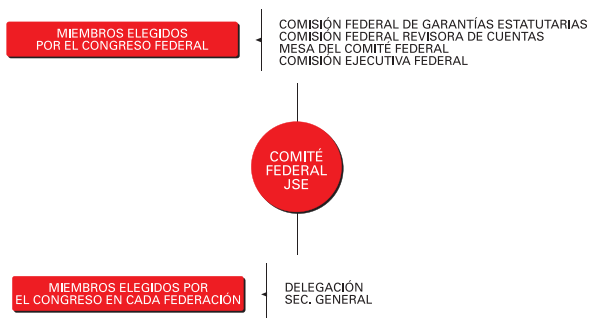 MIEMBROS ELEGIDOS
POR EL CONGRESO FEDERAL
COMISIÓN FEDERAL DE GARANTÍAS ESTATUTARIAS
COMISIÓN FEDERAL REVISORA DE CUENTAS
MESA DEL COMITÉ FEDERAL
COMISIÓN EJECUTIVA FEDERAL
COMITÉ
FEDERAL
JSE
MIEMBROS ELEGIDOS POR
EL CONGRESO EN CADA FEDERACIÓN
DELEGACIÓN
SEC. GENERAL